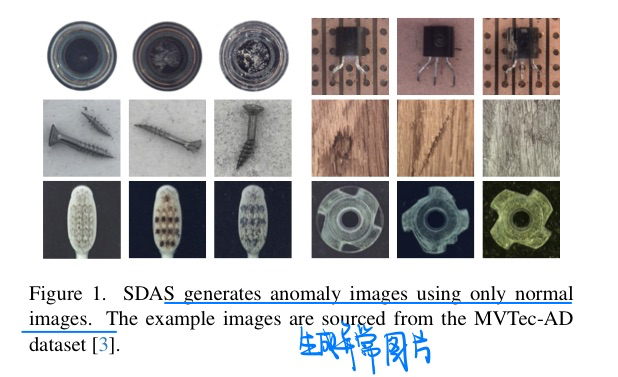 Figure 1. SDAS generates anomaly images using only normal
images. The example images are sourced from the MVTec-AD
dataset [3].
生成异常图片